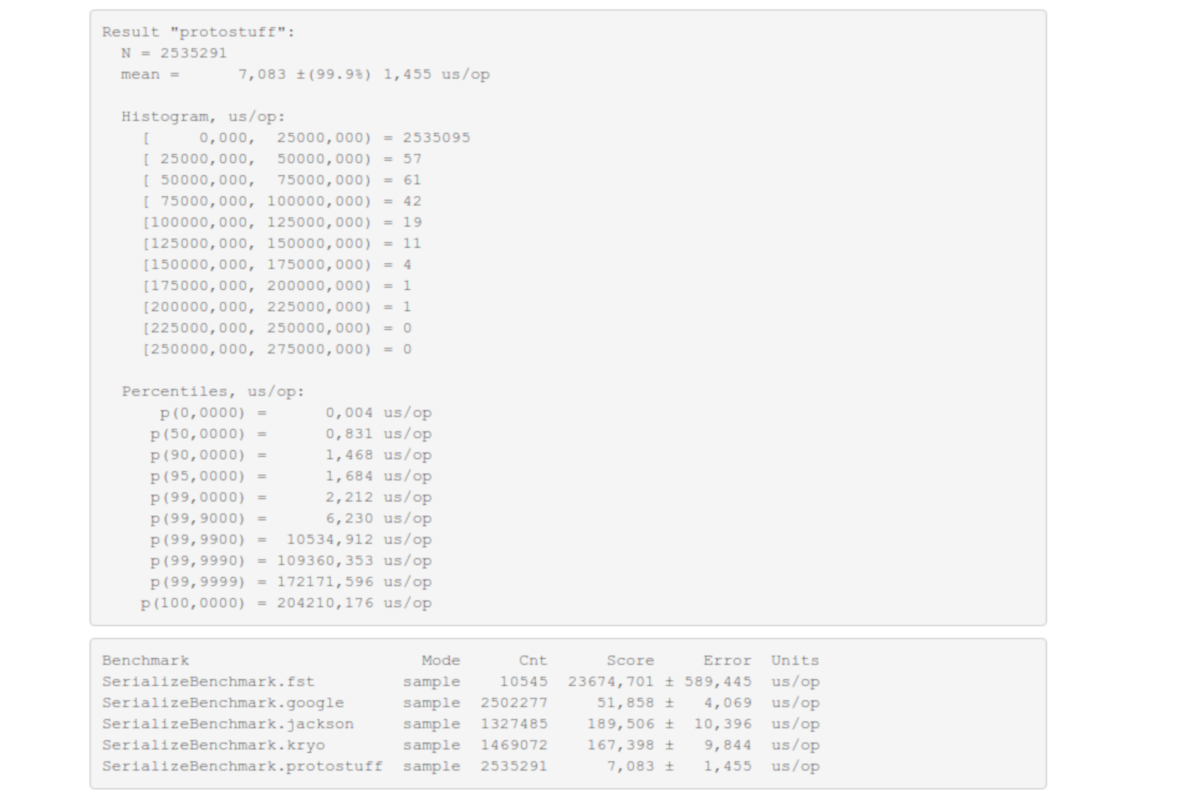 Result "protostuff":
  N = 2535291
  mean =      7,083 ±(99.9%) 1,455 us/op

  Histogram, us/op:
    [     0,000,  25000,000) = 2535095
    [ 25000,000,  50000,000) = 57
    [ 50000,000,  75000,000) = 61
    [ 75000,000, 100000,000) = 42
    [100000,000, 125000,000) = 19
    [125000,000, 150000,000) = 11
    [150000,000, 175000,000) = 4
    [175000,000, 200000,000) = 1
    [200000,000, 225000,000) = 1
    [225000,000, 250000,000) = 0
    [250000,000, 275000,000) = 0

  Percentiles, us/op:
      p(0,0000) =      0,004 us/op
     p(50,0000) =      0,831 us/op
     p(90,0000) =      1,468 us/op
     p(95,0000) =      1,684 us/op
     p(99,0000) =      2,212 us/op
     p(99,9000) =      6,230 us/op
     p(99,9900) =  10534,912 us/op
     p(99,9990) = 109360,353 us/op
     p(99,9999) = 172171,596 us/op
    p(100,0000) = 204210,176 us/op

Benchmark                        Mode      Cnt      Score     Error  Units
SerializeBenchmark.fst         sample    10545  23674,701 ± 589,445  us/op
SerializeBenchmark.google      sample  2502277     51,858 ±   4,069  us/op
SerializeBenchmark.jackson     sample  1327485    189,506 ±  10,396  us/op
SerializeBenchmark.kryo        sample  1469072    167,398 ±   9,844  us/op
SerializeBenchmark.protostuff  sample  2535291      7,083 ±   1,455  us/op